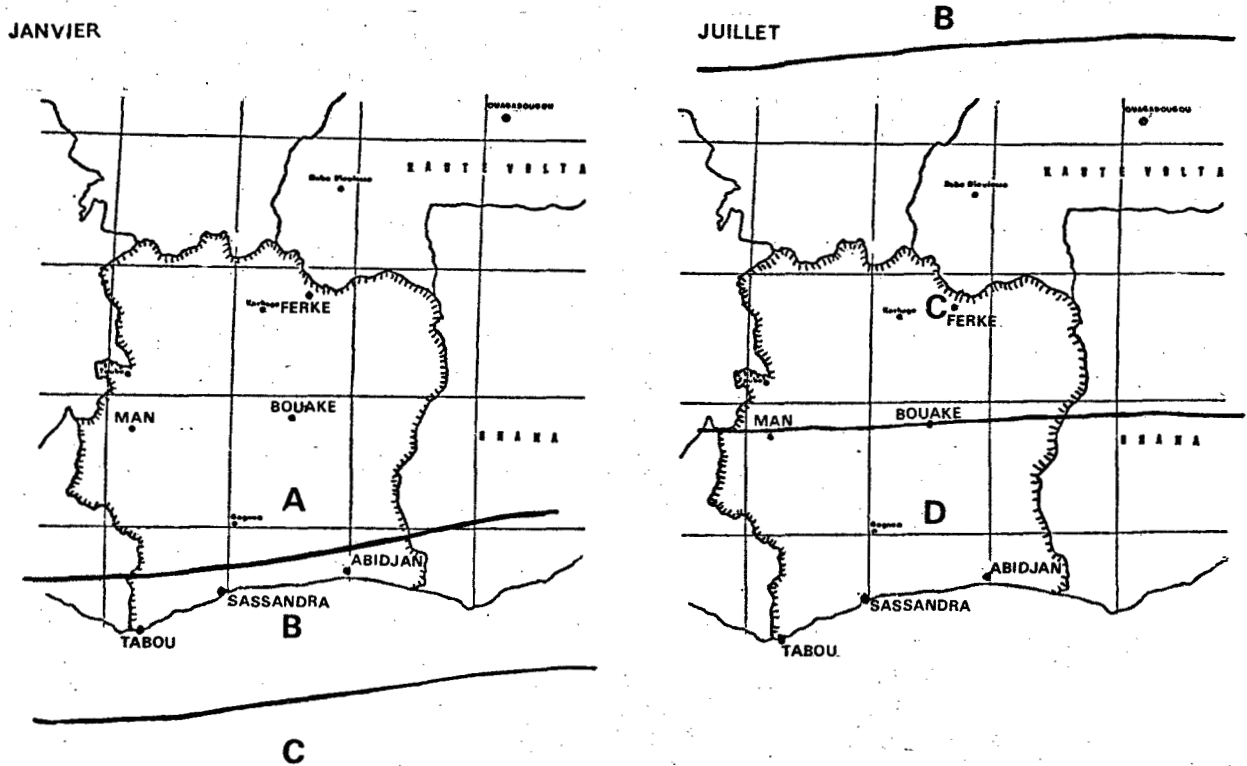 JANVIER
OUAGADOUGOU
HAUTE VOLTA
FERKE
MAN
BOUAKE
GHANA
A
ABIDJAN
SASSANDRA
B
TABOU
C
JUILLET
B
OUAGADOUGOU
HAUTE VOLTA
C
FERKE
MAN
BOUAKE
GHANA
D
ABIDJAN
SASSANDRA
TABOU